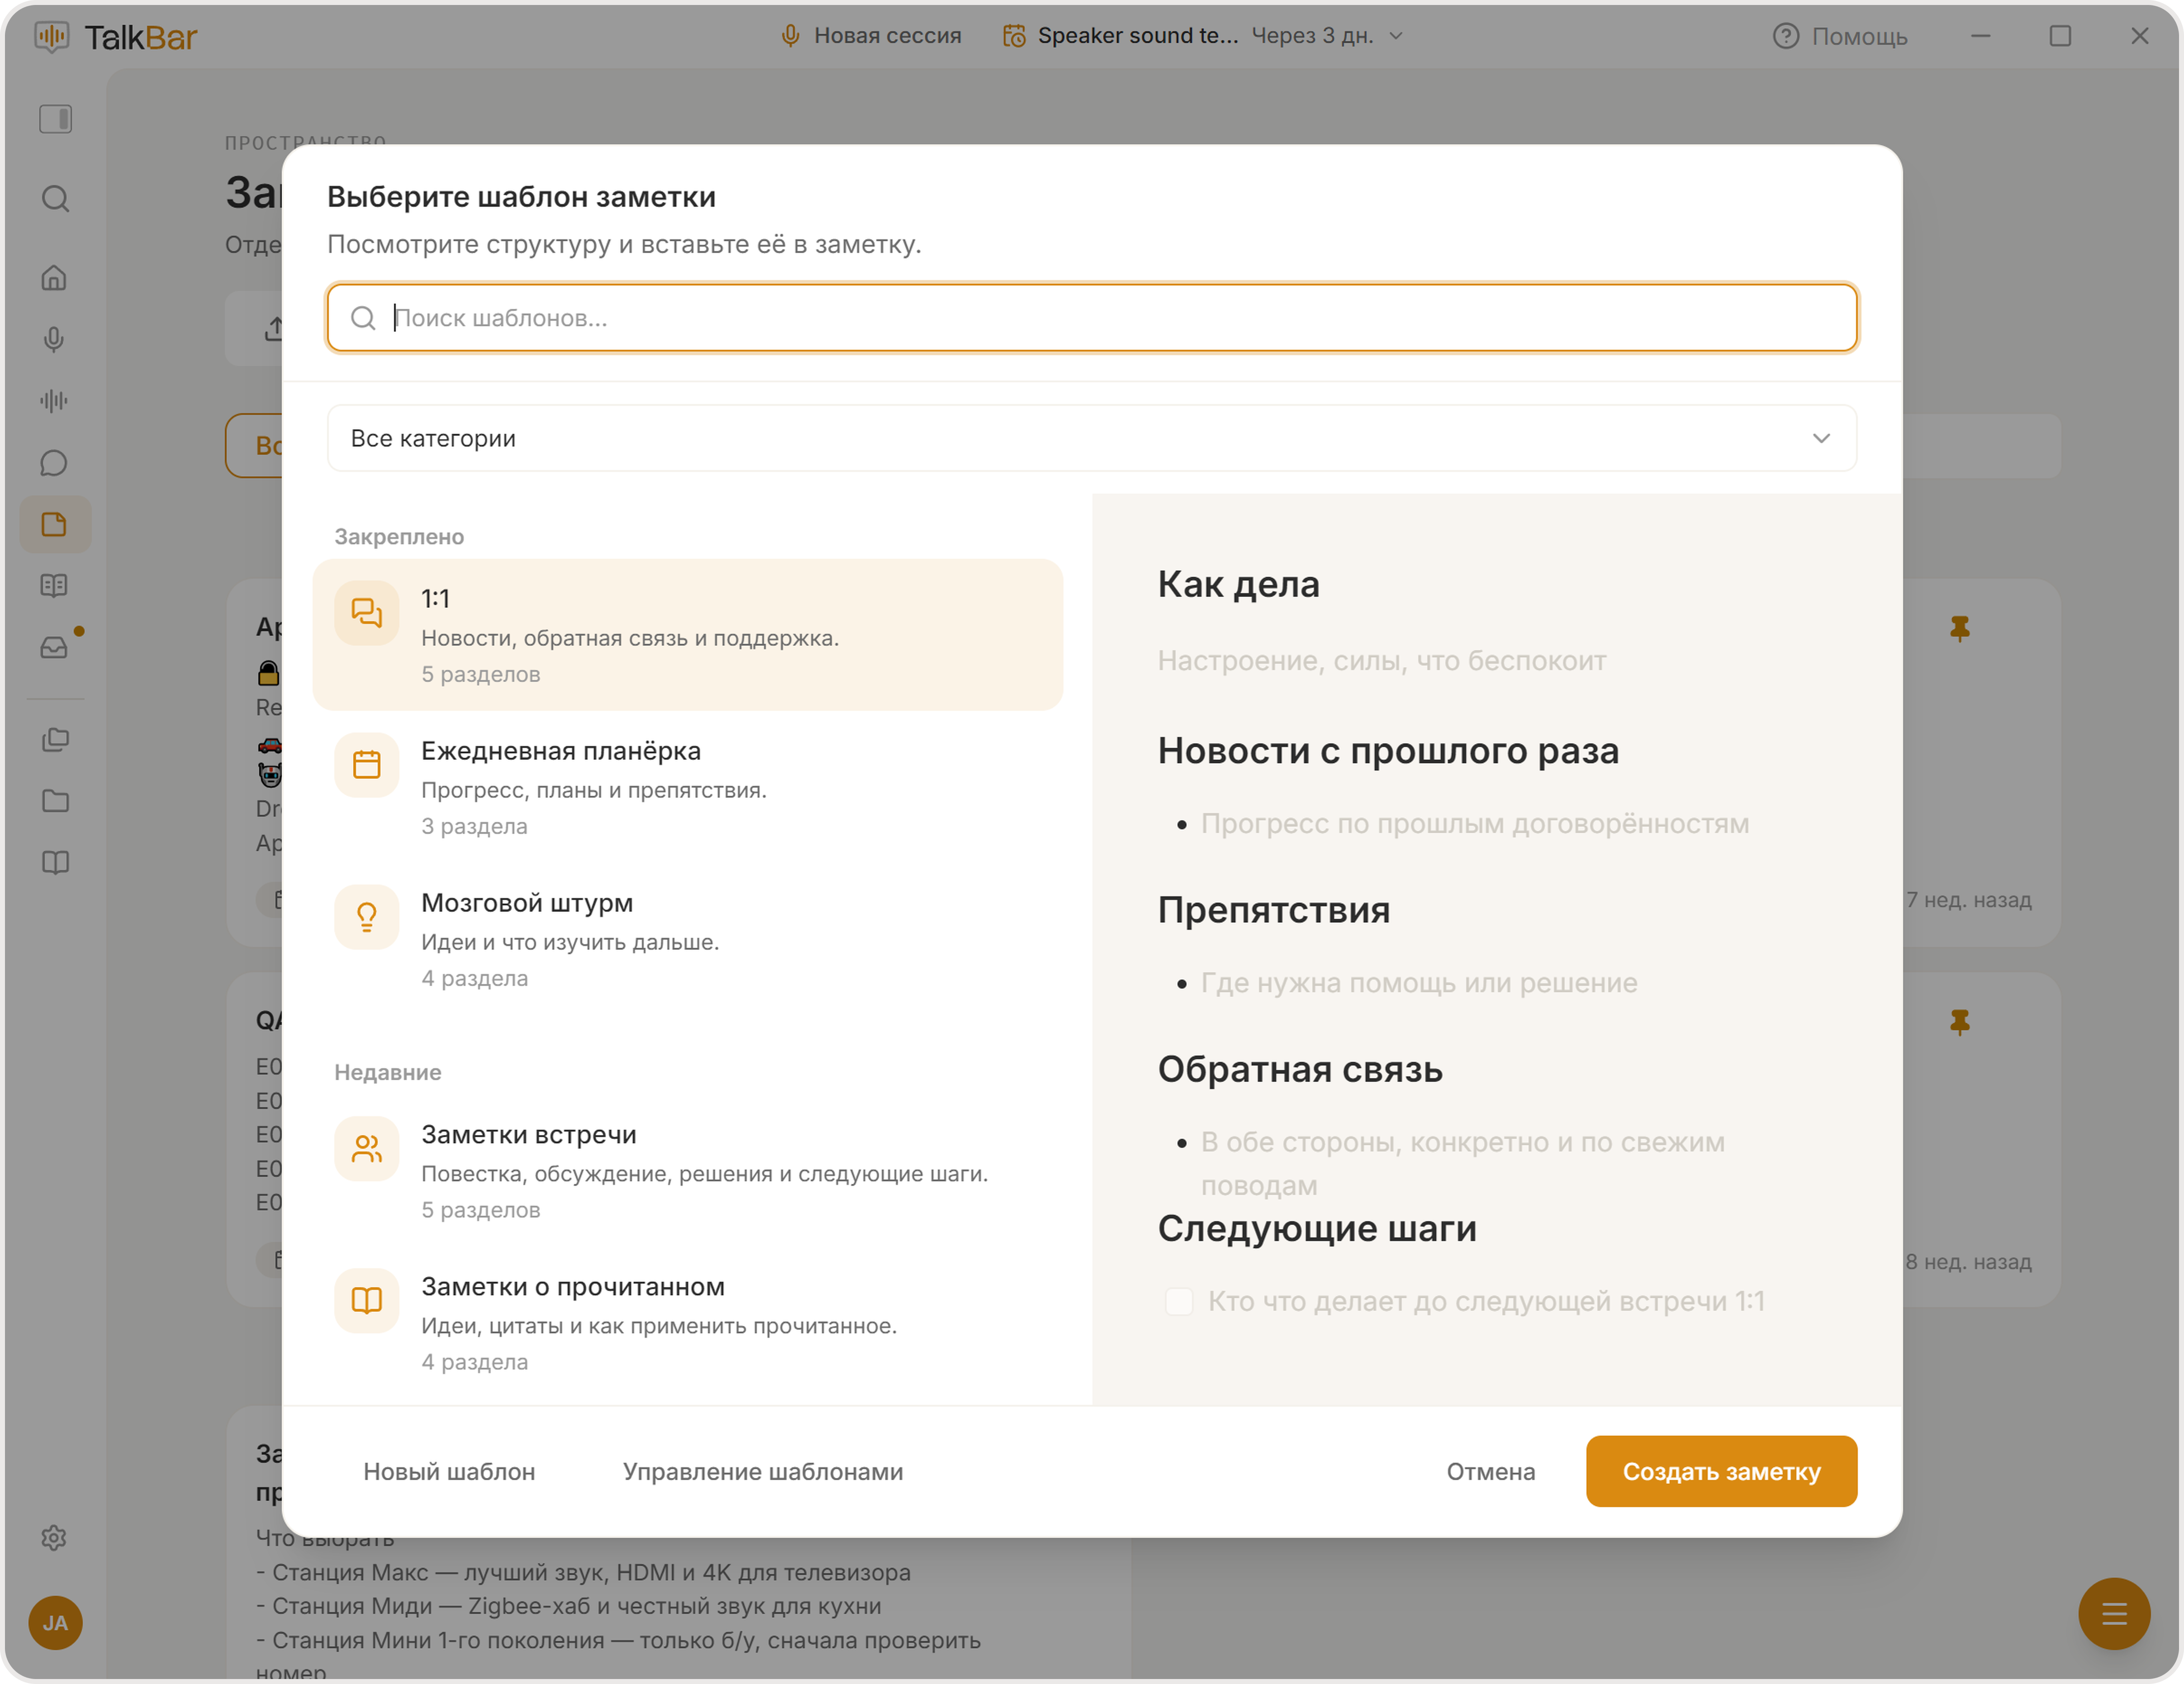 TalkBar
Новая сессия
Speaker sound te... Через 3 дн.
Помощь
ПРОСТРАНСТВО
Выберите шаблон заметки
Посмотрите структуру и вставьте её в заметку.
Поиск шаблонов...
Все категории
Закреплено
1:1
Новости, обратная связь и поддержка.
5 разделов
Ежедневная планёрка
Прогресс, планы и препятствия.
3 раздела
Мозговой штурм
Идеи и что изучить дальше.
4 раздела
Недавние
Заметки встречи
Повестка, обсуждение, решения и следующие шаги.
5 разделов
Заметки о прочитанном
Идеи, цитаты и как применить прочитанное.
4 раздела
Как дела
Настроение, силы, что беспокоит
Новости с прошлого раза
• Прогресс по прошлым договорённостям
Препятствия
• Где нужна помощь или решение
Обратная связь
• В обе стороны, конкретно и по свежим
поводам
Следующие шаги
Кто что делает до следующей встречи 1:1
Новый шаблон
Управление шаблонами
Отмена
Создать заметку
7 нед. назад
8 нед. назад
Что выбрать
- Станция Макс — лучший звук, HDMI и 4K для телевизора
- Станция Миди — Zigbee-хаб и честный звук для кухни
- Станция Мини 1-го поколения — только б/у, сначала проверить
номер
JA